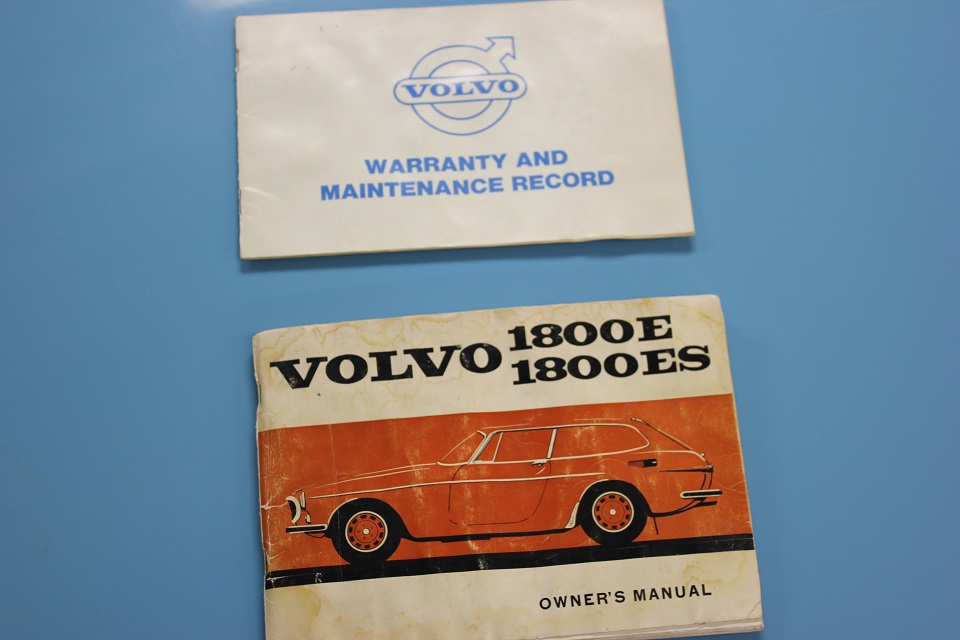 VOLVO
WARRANTY AND
MAINTENANCE RECORD
VOLVO 1800E
1800ES
OWNER'S MANUAL